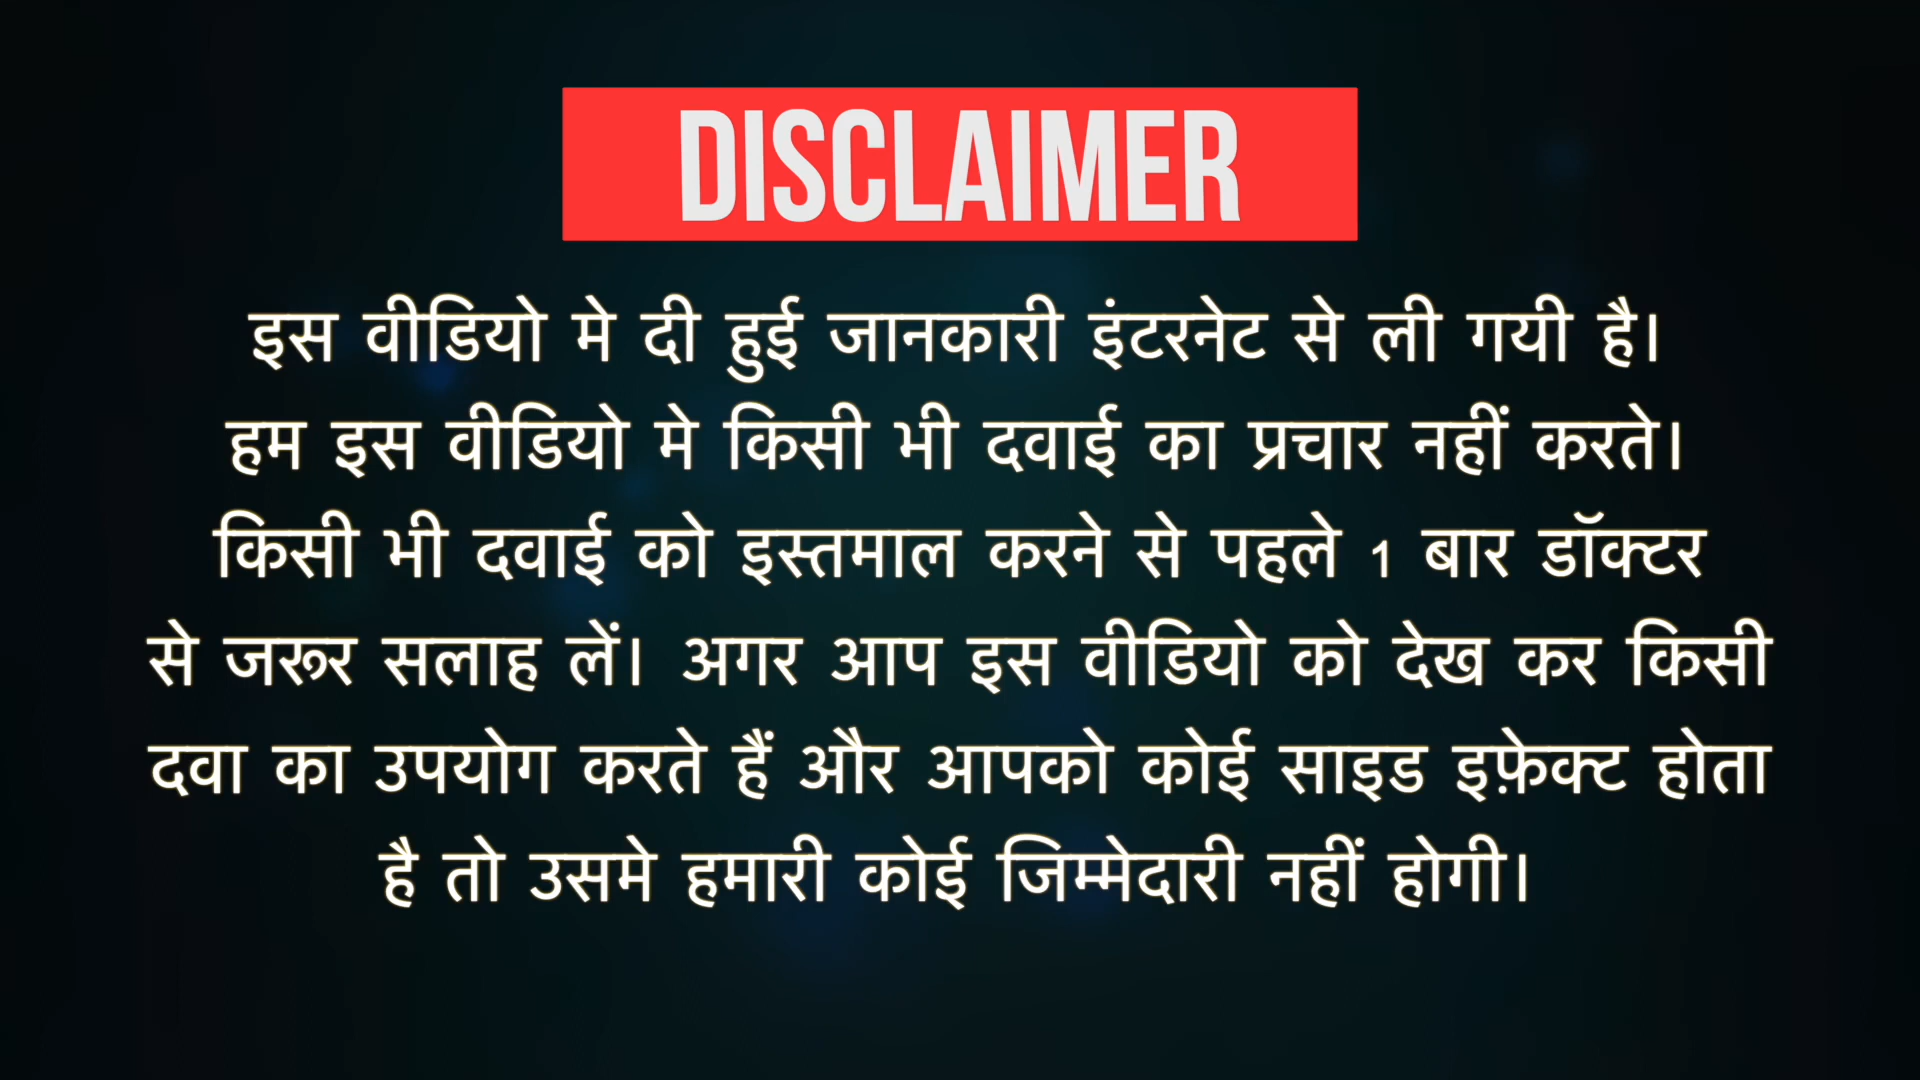 DISCLAIMER
इस वीडियो मे दी हुई जानकारी इंटरनेट से ली गयी है।
हम इस वीडियो मे किसी भी दवाई का प्रचार नहीं करते।
किसी भी दवाई को इस्तमाल करने से पहले 1 बार डॉक्टर
से जरूर सलाह लें। अगर आप इस वीडियो को देख कर किसी
दवा का उपयोग करते हैं और आपको कोई साइड इफ़ेक्ट होता
है तो उसमे हमारी कोई जिम्मेदारी नहीं होगी।